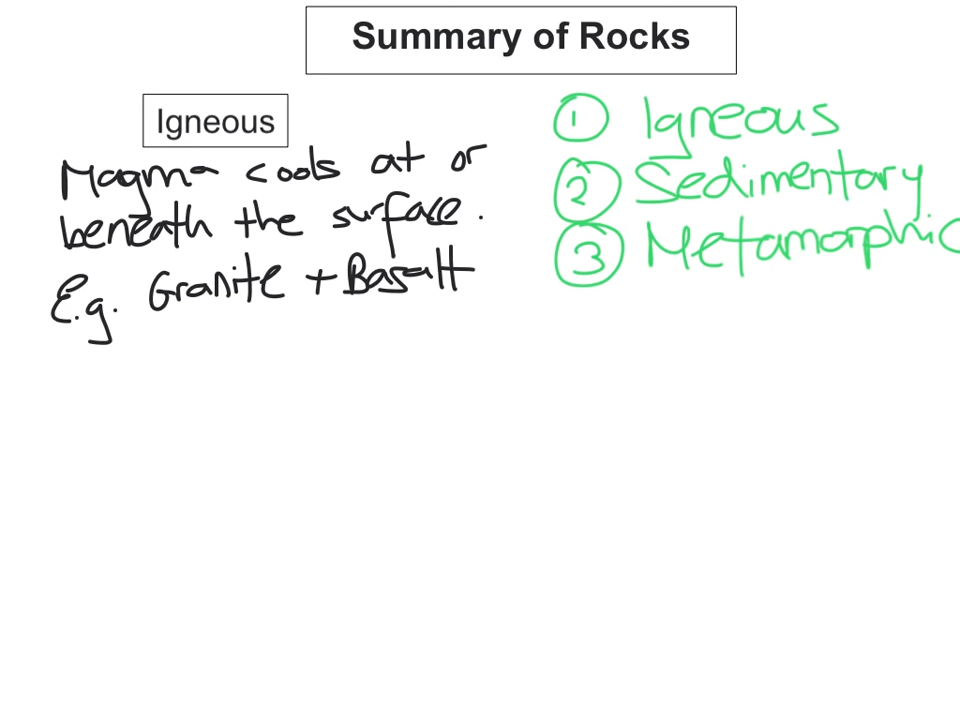 Summary of Rocks
Igneous
Magma cools at or
beneath the surface.
E.g. Granite + Basalt
1 Igneous
2 Sedimentary
3 Metamorphic